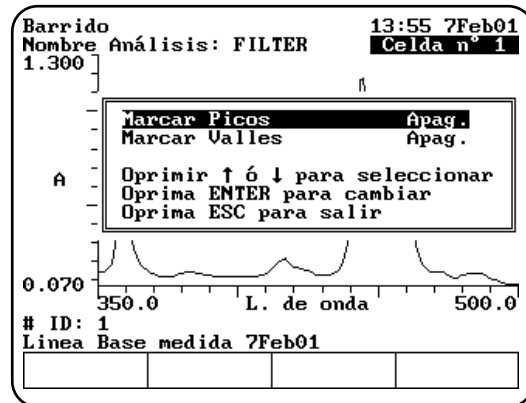 Barrido 13:55 7Feb01
Nombre Análisis: FILTER Celda nº 1
1.300
Marcar Picos Apag.
Marcar Valles Apag.
A
Oprimir ↑ ó ↓ para seleccionar
Oprima ENTER para cambiar
Oprima ESC para salir
0.070
350.0 L. de onda 500.0
# ID: 1
Linea Base medida 7Feb01